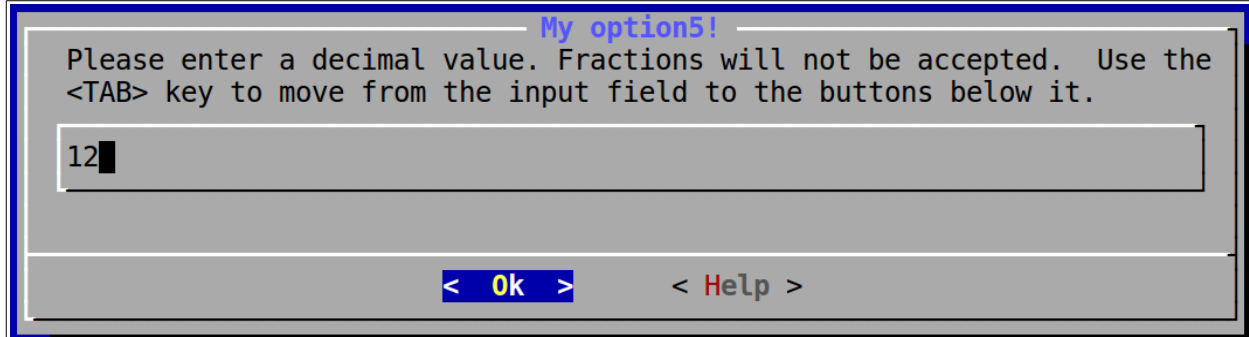 My option5!
Please enter a decimal value. Fractions will not be accepted.  Use the
<TAB> key to move from the input field to the buttons below it.
12
<  Ok  > < Help >